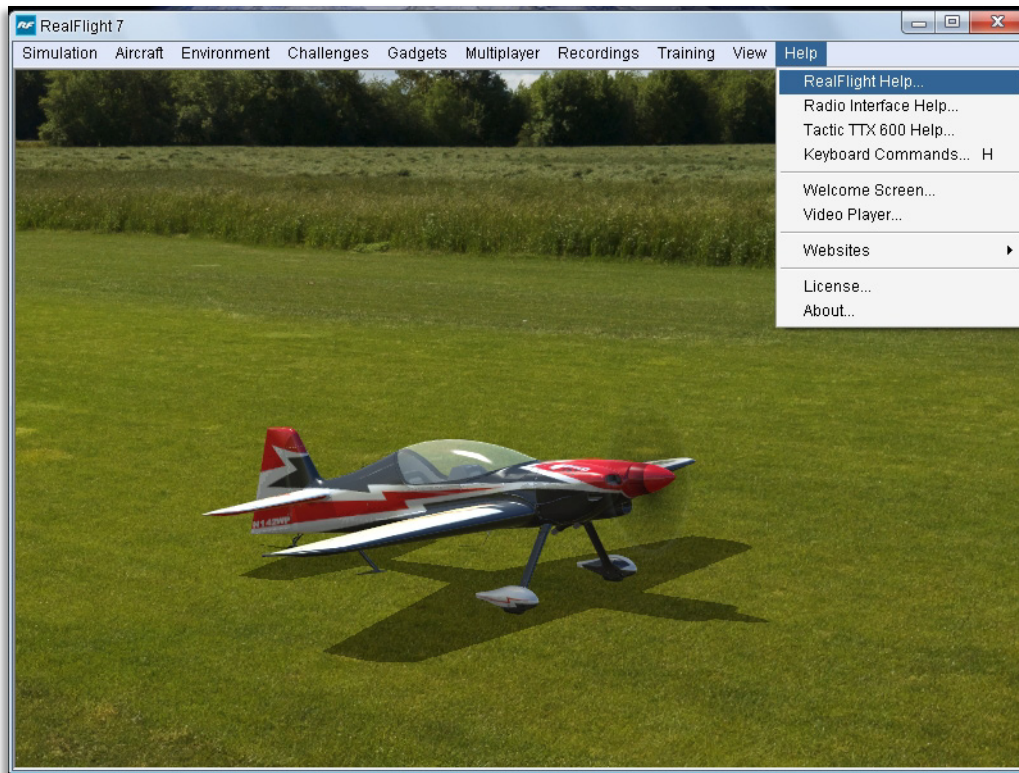 RF RealFlight 7
Simulation Aircraft Environment Challenges Gadgets Multiplayer Recordings Training View Help
RealFlight Help...
Radio Interface Help...
Tactic TTX 600 Help...
Keyboard Commands... H
Welcome Screen...
Video Player...
Websites
License...
About...
N142WP